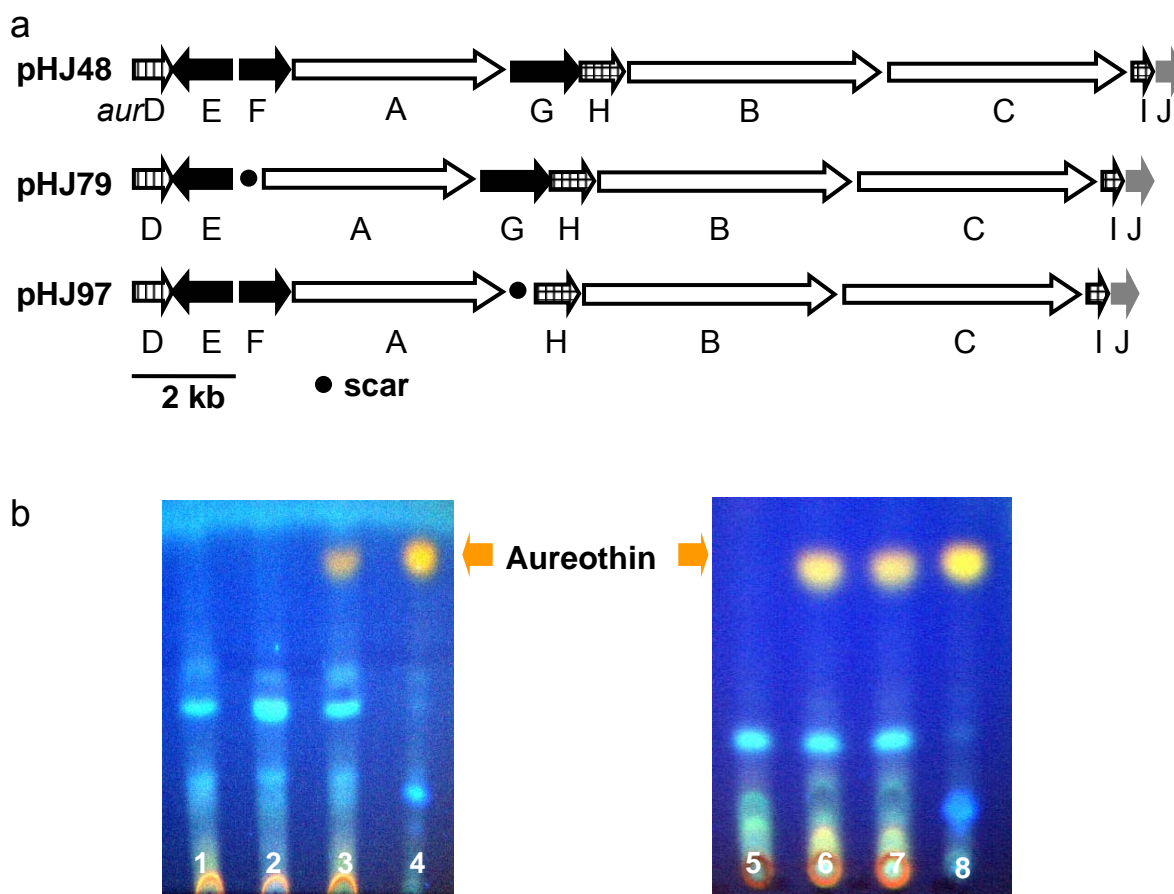 a
pHJ48
aurD E F A G H B C I J
pHJ79
D E A G H B C I J
pHJ97
D E F A H B C I J
2 kb
scar
b
Aureothin
1 2 3 4 5 6 7 8